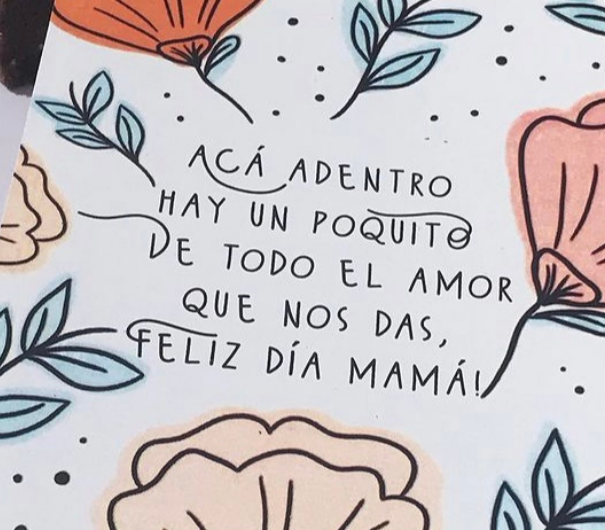 ACÁ ADENTRO
HAY UN POQUITO
DE TODO EL AMOR
QUE NOS DAS,
FELIZ DÍA MAMÁ!